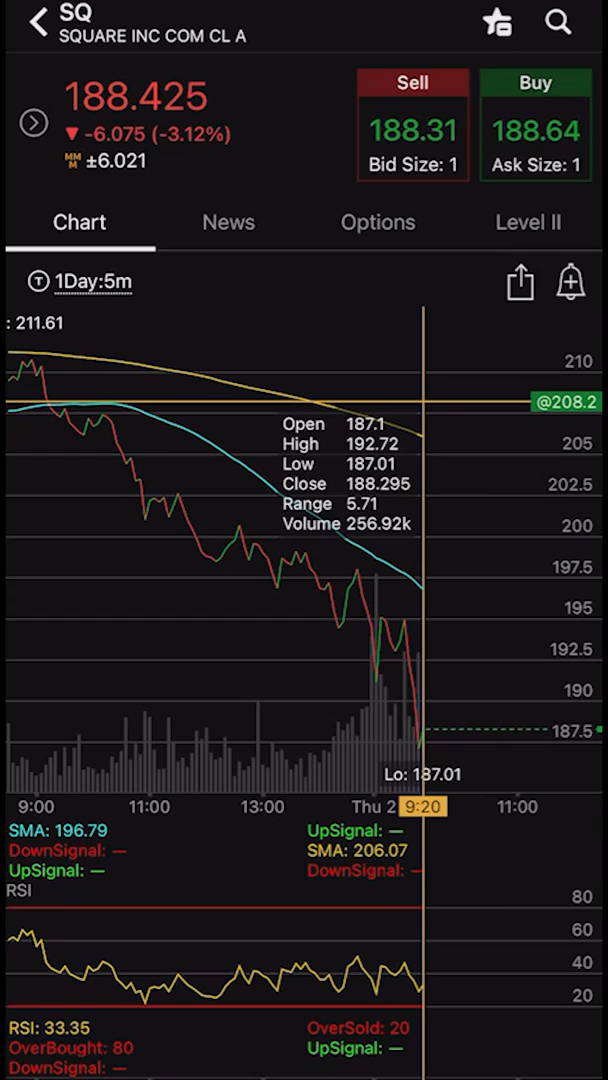 SQ
SQUARE INC COM CL A
188.425
-6.075 (-3.12%)
MM
M
±6.021
Sell
188.31
Bid Size: 1
Buy
188.64
Ask Size: 1
Chart
News
Options
Level II
T 1Day:5m
: 211.61
210
@208.2
205
202.5
200
197.5
195
192.5
190
187.5
Open 187.1
High 192.72
Low 187.01
Close 188.295
Range 5.71
Volume 256.92k
Lo: 187.01
9:00 11:00 13:00 Thu 2 9:20 11:00
SMA: 196.79
DownSignal: —
UpSignal: —
UpSignal: —
SMA: 206.07
DownSignal: —
RSI
80
60
40
20
RSI: 33.35
OverBought: 80
DownSignal: —
OverSold: 20
UpSignal: —